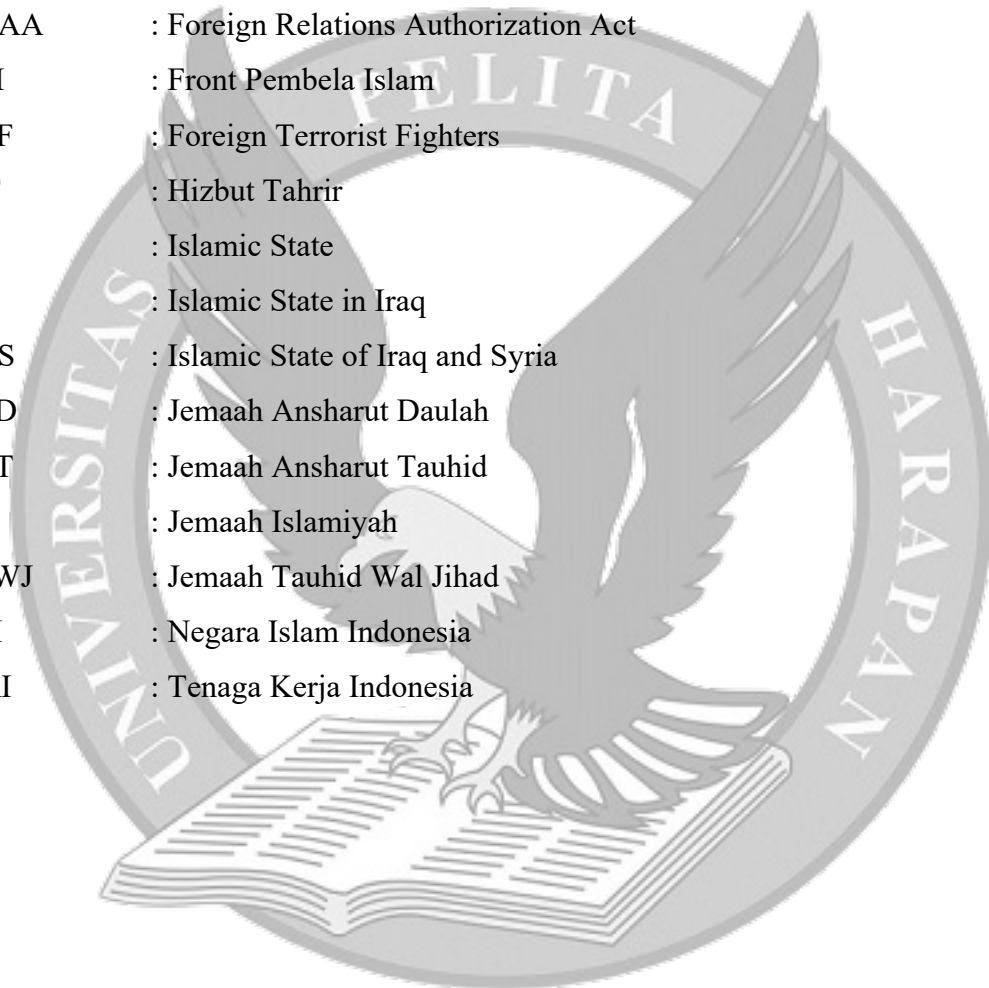 AA : Foreign Relations Authorization Act
I : Front Pembela Islam
F : Foreign Terrorist Fighters
: Hizbut Tahrir
: Islamic State
: Islamic State in Iraq
S : Islamic State of Iraq and Syria
D : Jemaah Ansharut Daulah
T : Jemaah Ansharut Tauhid
: Jemaah Islamiyah
WJ : Jemaah Tauhid Wal Jihad
I : Negara Islam Indonesia
I : Tenaga Kerja Indonesia
UNIVERSITAS PELITA HARAPAN